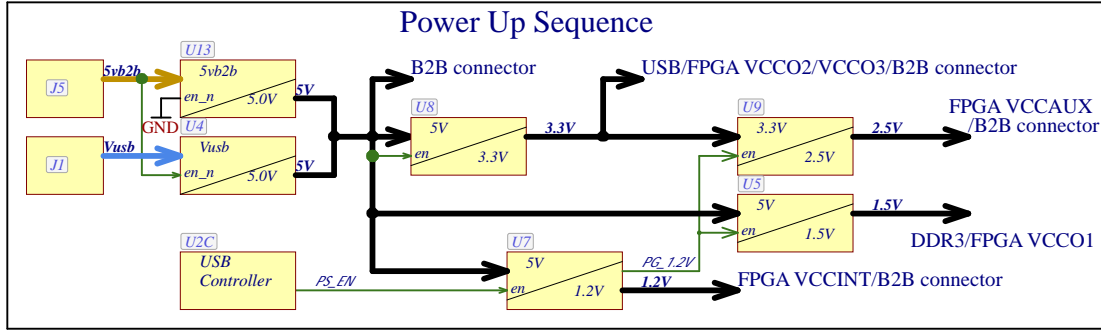 Power Up Sequence
U13
5vb2b
5vb2b
B2B connector
USB/FPGA VCCO2/VCCO3/B2B connector
J5
en_n
5.0V
5V
GND
U4
U8
U9
FPGA VCCAUX
/B2B connector
Vusb
Vusb
5V
3.3V
3.3V
2.5V
J1
en
3.3V
en
2.5V
en_n
5.0V
5V
U5
5V
1.5V
en
1.5V
DDR3/FPGA VCCO1
U2C
U7
USB
Controller
5V
PG_1.2V
PS_EN
en
1.2V
1.2V
FPGA VCCINT/B2B connector